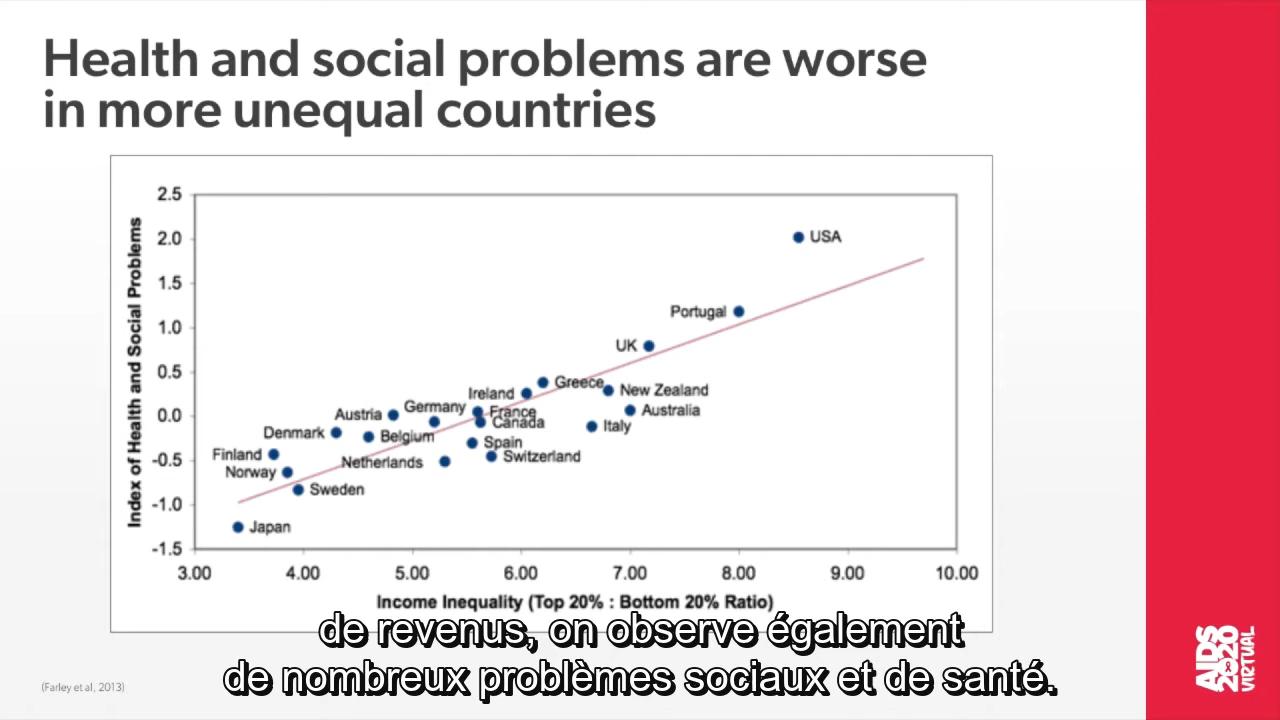 Health and social problems are worse
in more unequal countries
2.5
2.0
1.5
1.0
0.5
0.0
-0.5
-1.0
-1.5
Index of Health and Social Problems
USA
Portugal
UK
Greece
Ireland
New Zealand
Germany
Australia
Austria
France
Canada
Italy
Denmark
Belgium
Spain
Finland
Netherlands
Switzerland
Norway
Sweden
Japan
3.00 4.00 5.00 6.00 7.00 8.00 9.00 10.00
Income Inequality (Top 20% : Bottom 20% Ratio)
de revenus, on observe également
de nombreux problèmes sociaux et de santé.
(Farley et al, 2013)
AIDS
2020
VIRTUAL